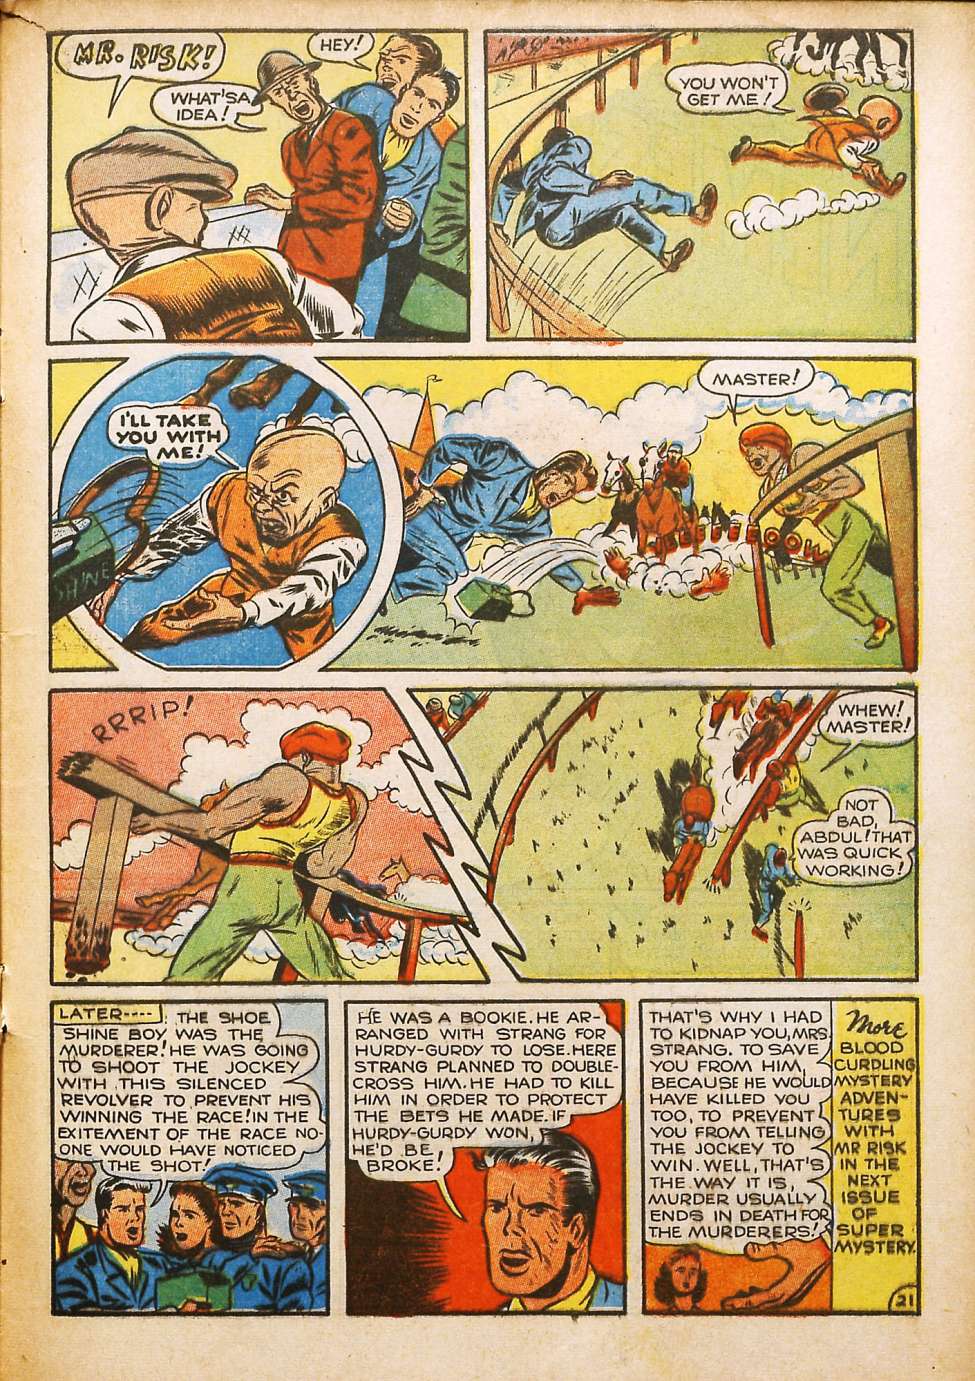 MR. RISK!
WHAT'SA
IDEA!
HEY!
YOU WON'T
GET ME!
I'LL TAKE
YOU WITH
ME!
SHINE
MASTER!
RRRIP!
WHEW!
MASTER!
NOT
BAD,
ABDUL! THAT
WAS QUICK
WORKING!
LATER----
THE SHOE
SHINE BOY WAS THE
MURDERER! HE WAS GOING
TO SHOOT THE JOCKEY
WITH THIS SILENCED
REVOLVER TO PREVENT HIS
WINNING THE RACE! IN THE
EXITEMENT OF THE RACE NO-
ONE WOULD HAVE NOTICED
THE SHOT!
HE WAS A BOOKIE. HE AR-
RANGED WITH STRANG FOR
HURDY-GURDY TO LOSE. HERE
STRANG PLANNED TO DOUBLE-
CROSS HIM. HE HAD TO KILL
HIM IN ORDER TO PROTECT
THE BETS HE MADE. IF
HURDY-GURDY WON,
HE'D BE
BROKE!
THAT'S WHY I HAD
TO KIDNAP YOU, MRS.
STRANG. TO SAVE
YOU FROM HIM,
BECAUSE HE WOULD
HAVE KILLED YOU
TOO, TO PREVENT
YOU FROM TELLING
THE JOCKEY TO
WIN. WELL, THAT'S
THE WAY IT IS,
MURDER USUALLY
ENDS IN DEATH FOR
THE MURDERERS!
More
BLOOD
CURDLING
MYSTERY
ADVEN-
TURES
WITH
MR RISK
IN THE
NEXT
ISSUE
OF
SUPER
MYSTERY.
21